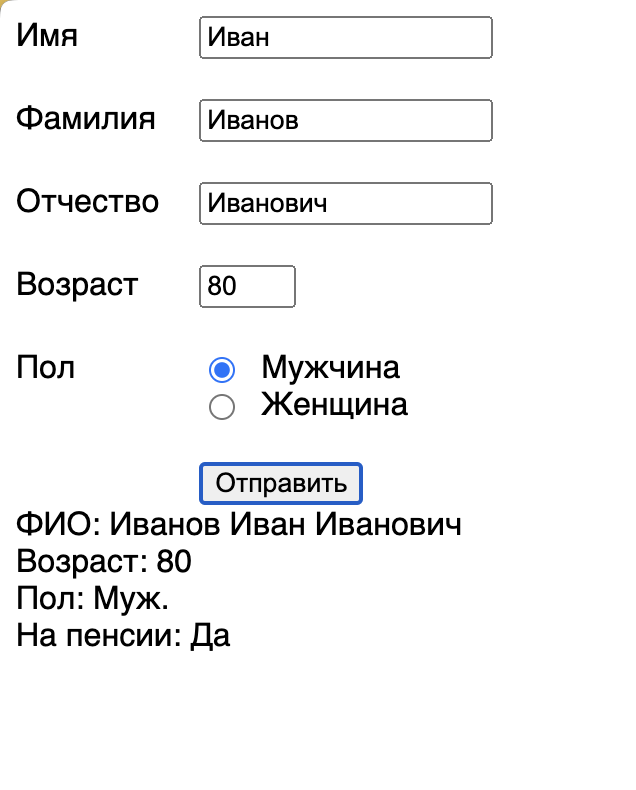 Имя Иван
Фамилия Иванов
Отчество Иванович
Возраст 80
Пол Мужчина
Женщина
Отправить
ФИО: Иванов Иван Иванович
Возраст: 80
Пол: Муж.
На пенсии: Да